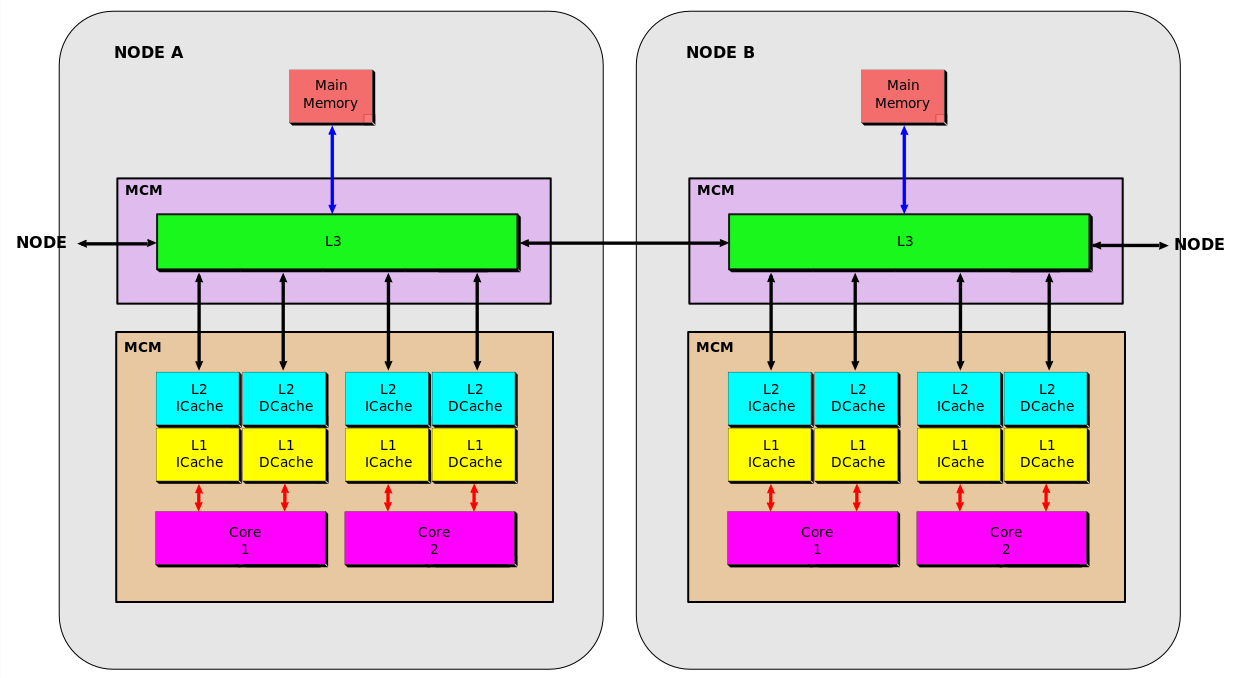 NODE A
NODE B
Main
Memory
Main
Memory
MCM
MCM
NODE
L3
L3
NODE
MCM
MCM
L2
ICache
L2
DCache
L2
ICache
L2
DCache
L2
ICache
L2
DCache
L2
ICache
L2
DCache
L1
ICache
L1
DCache
L1
ICache
L1
DCache
L1
ICache
L1
DCache
L1
ICache
L1
DCache
Core
1
Core
2
Core
1
Core
2